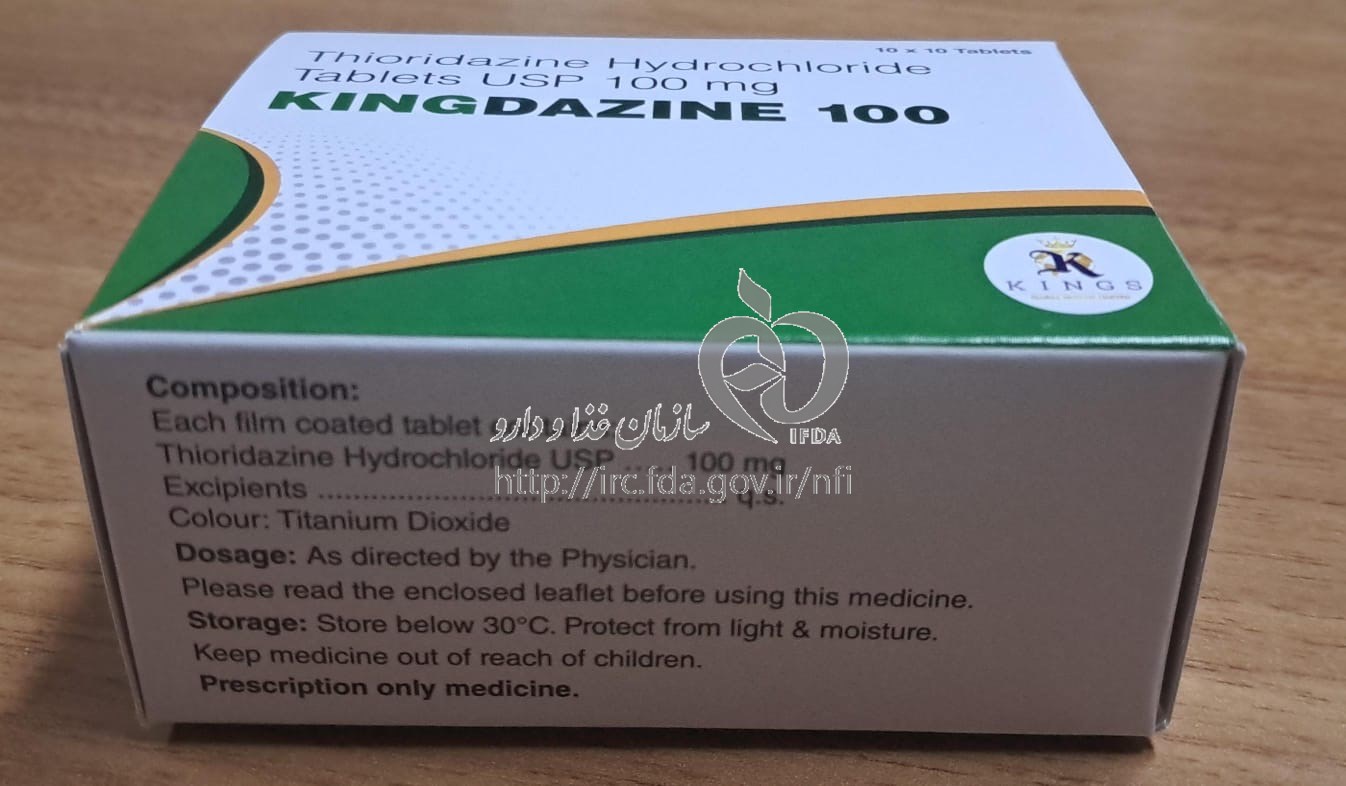 Thioridazine Hydrochloride
Tablets USP 100 mg
10 x 10 Tablets
KINGDAZINE 100
K
KINGS
Composition:
Each film coated tablet
Thioridazine Hydrochloride USP ..... 100 mg
Excipients ................................................ q.s.
Colour: Titanium Dioxide
Dosage: As directed by the Physician.
Please read the enclosed leaflet before using this medicine.
Storage: Store below 30°C. Protect from light & moisture.
Keep medicine out of reach of children.
Prescription only medicine.
سازمان غذا و دارو
IFDA
http://irc.fda.gov.ir/nfi